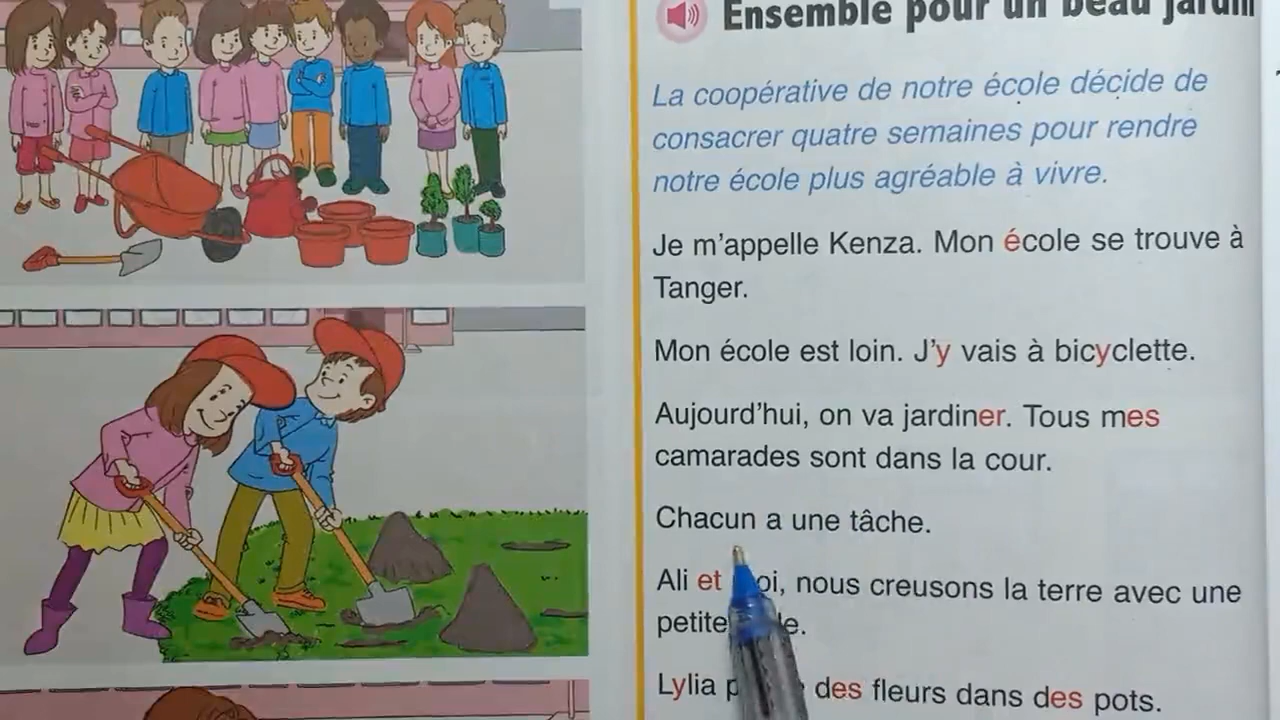 Ensemble pour un beau jardin
La coopérative de notre école décide de
consacrer quatre semaines pour rendre
notre école plus agréable à vivre.
Je m'appelle Kenza. Mon école se trouve à
Tanger.
Mon école est loin. J'y vais à bicyclette.
Aujourd'hui, on va jardiner. Tous mes
camarades sont dans la cour.
Chacun a une tâche.
Ali et moi, nous creusons la terre avec une
petite
Lylia des fleurs dans des pots.